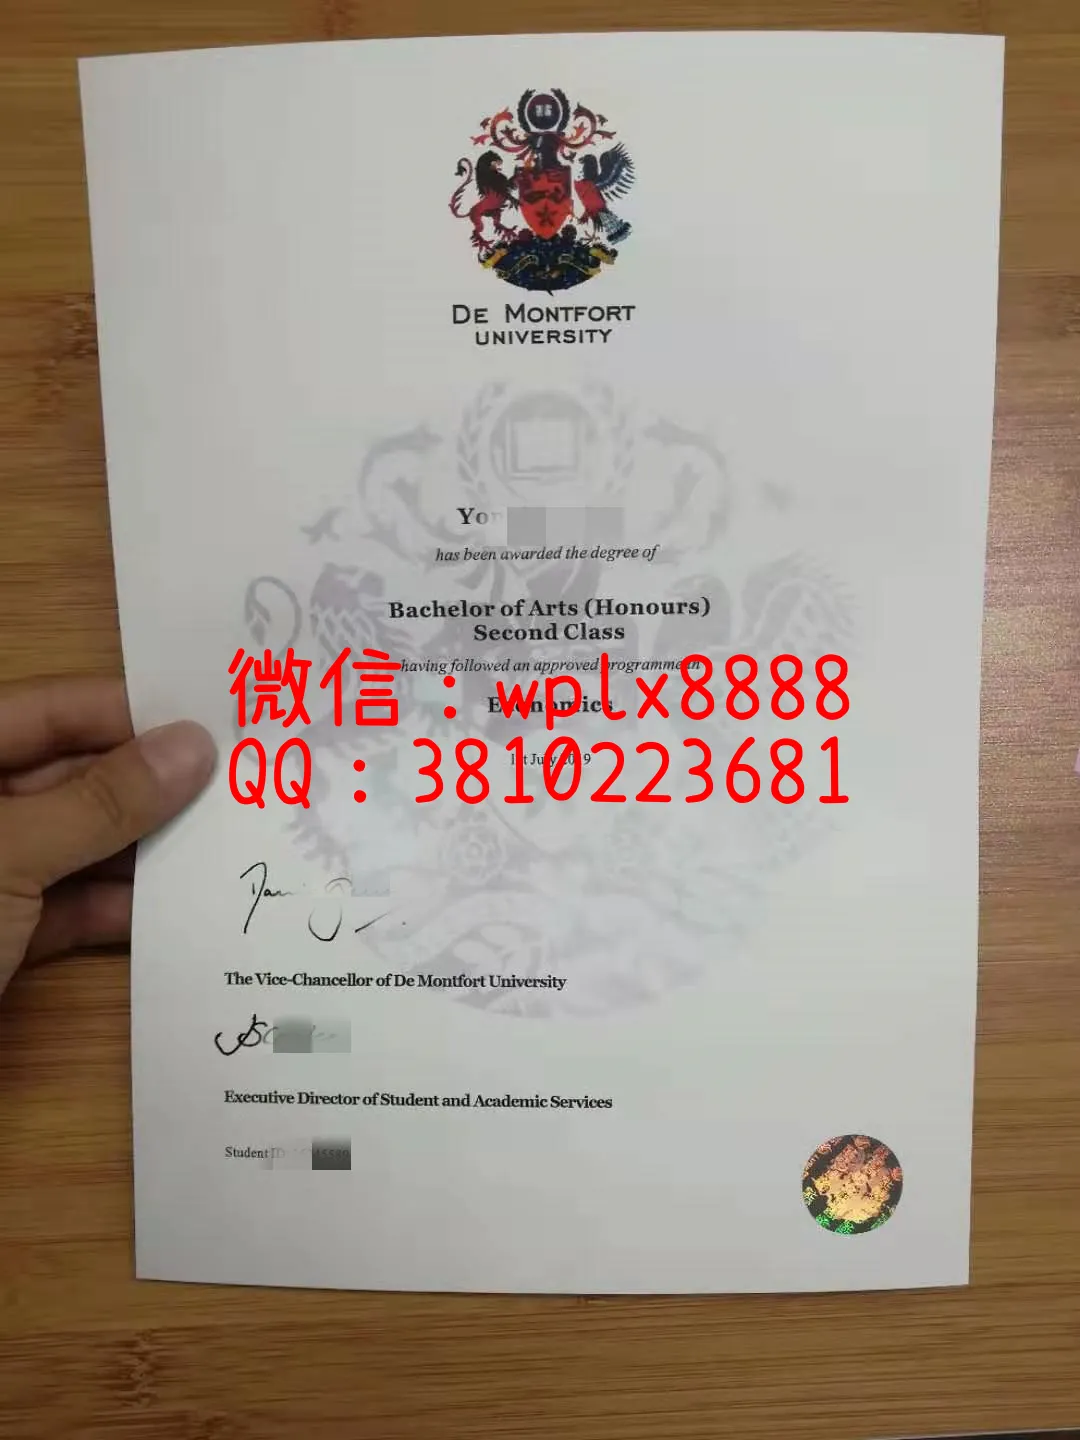 DE MONTFORT
UNIVERSITY
has been awarded the degree of
Bachelor of Arts (Honours)
Second Class
having followed an approved programme in
微信：wplx8888
Economics
QQ：3810223681
The Vice-Chancellor of De Montfort University
Executive Director of Student and Academic Services
Student ID